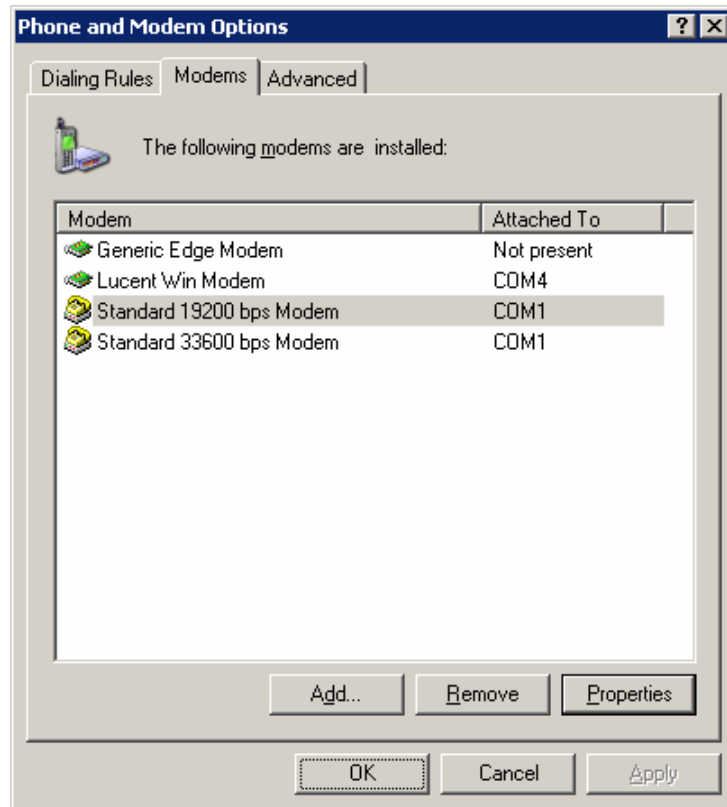 Phone and Modem Options
Dialing Rules Modems Advanced
The following modems are installed:
Modem Attached To
Generic Edge Modem Not present
Lucent Win Modem COM4
Standard 19200 bps Modem COM1
Standard 33600 bps Modem COM1
Add... Remove Properties
OK Cancel Apply